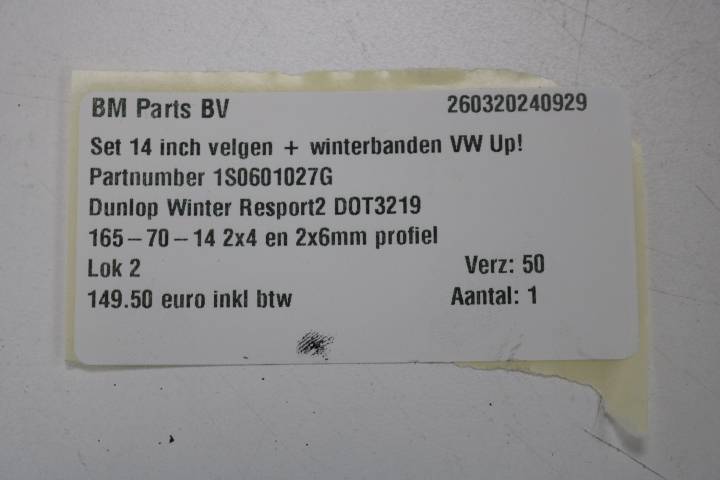 BM Parts BV 260320240929
Set 14 inch velgen + winterbanden VW Up!
Partnumber 1S0601027G
Dunlop Winter Resport2 DOT3219
165-70-14 2x4 en 2x6mm profiel
Lok 2 Verz: 50
149.50 euro inkl btw Aantal: 1